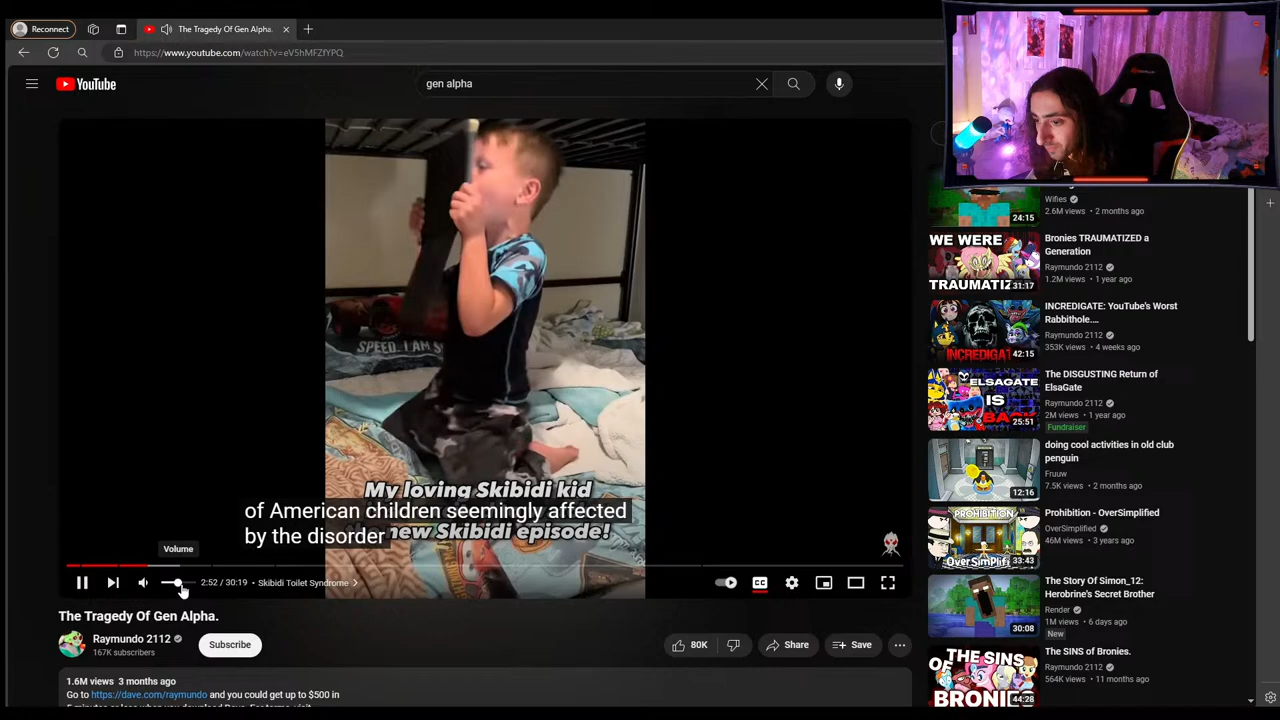 Reconnect
The Tragedy Of Gen Alpha.
https://www.youtube.com/watch?v=eV5hMFZfYPQ
YouTube
gen alpha
SPEED. I AM S
My loving Skibidi kid
new Skibidi episode!
of American children seemingly affected
by the disorder
Volume
2:52 / 30:19 • Skibidi Toilet Syndrome
CC
The Tragedy Of Gen Alpha.
Raymundo 2112
167K subscribers
Subscribe
80K
Share
Save
1.6M views 3 months ago
Go to https://dave.com/raymundo and you could get up to $500 in
Wifies
2.6M views • 2 months ago
24:15
WE WERE
TRAUMATIZ
31:17
Bronies TRAUMATIZED a
Generation
Raymundo 2112
1.2M views • 1 year ago
INCREDIGAT
42:15
INCREDIGATE: YouTube's Worst
Rabbithole....
Raymundo 2112
353K views • 4 weeks ago
ELSAGATE
IS
BACK
25:51
The DISGUSTING Return of
ElsaGate
Raymundo 2112
2M views • 1 year ago
Fundraiser
12:16
doing cool activities in old club
penguin
Fruuw
7.5K views • 2 months ago
PROHIBITION
OverSimplifi
33:43
Prohibition - OverSimplified
OverSimplified
46M views • 3 years ago
30:08
The Story Of Simon_12:
Herobrine's Secret Brother
Render
1M views • 6 days ago
New
THE SINS
OF
BRONI
44:28
The SINS of Bronies.
Raymundo 2112
564K views • 11 months ago